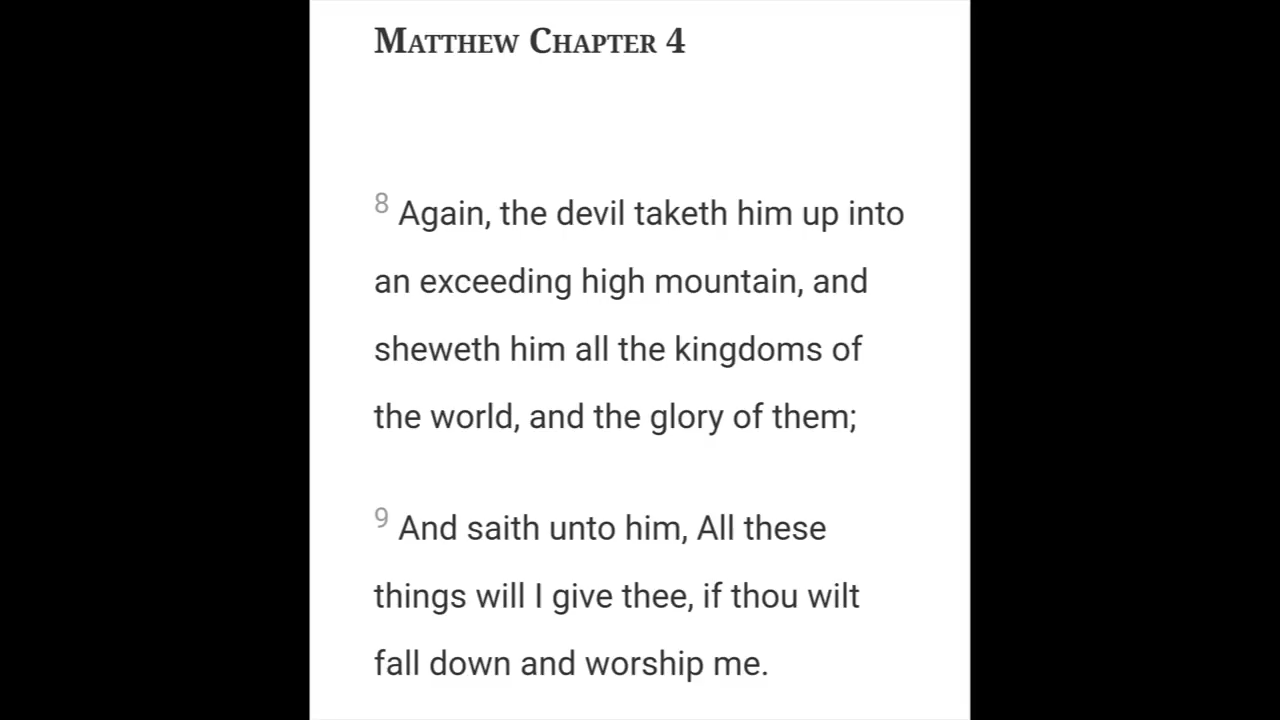 Matthew Chapter 4
8 Again, the devil taketh him up into
an exceeding high mountain, and
sheweth him all the kingdoms of
the world, and the glory of them;
9 And saith unto him, All these
things will I give thee, if thou wilt
fall down and worship me.